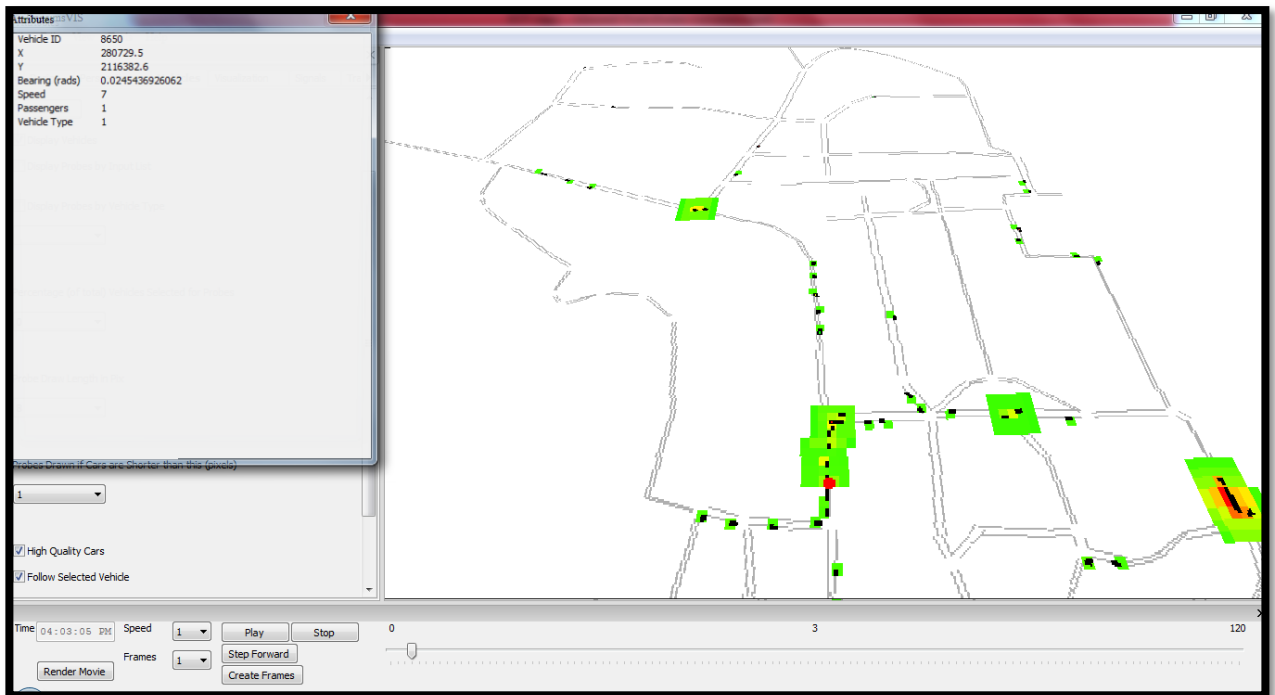 Attributes
Vehicle ID 8650
X 280729.5
Y 2116382.6
Bearing (rads) 0.0245436926062
Speed 7
Passengers 1
Vehicle Type 1
Probes Drawn if Cars are Shorter than this (pixels)
1
High Quality Cars
Follow Selected Vehicle
Time 04:03:05 PM Speed 1 Play Stop 0 3 120
Frames 1 Step Forward
Render Movie Create Frames